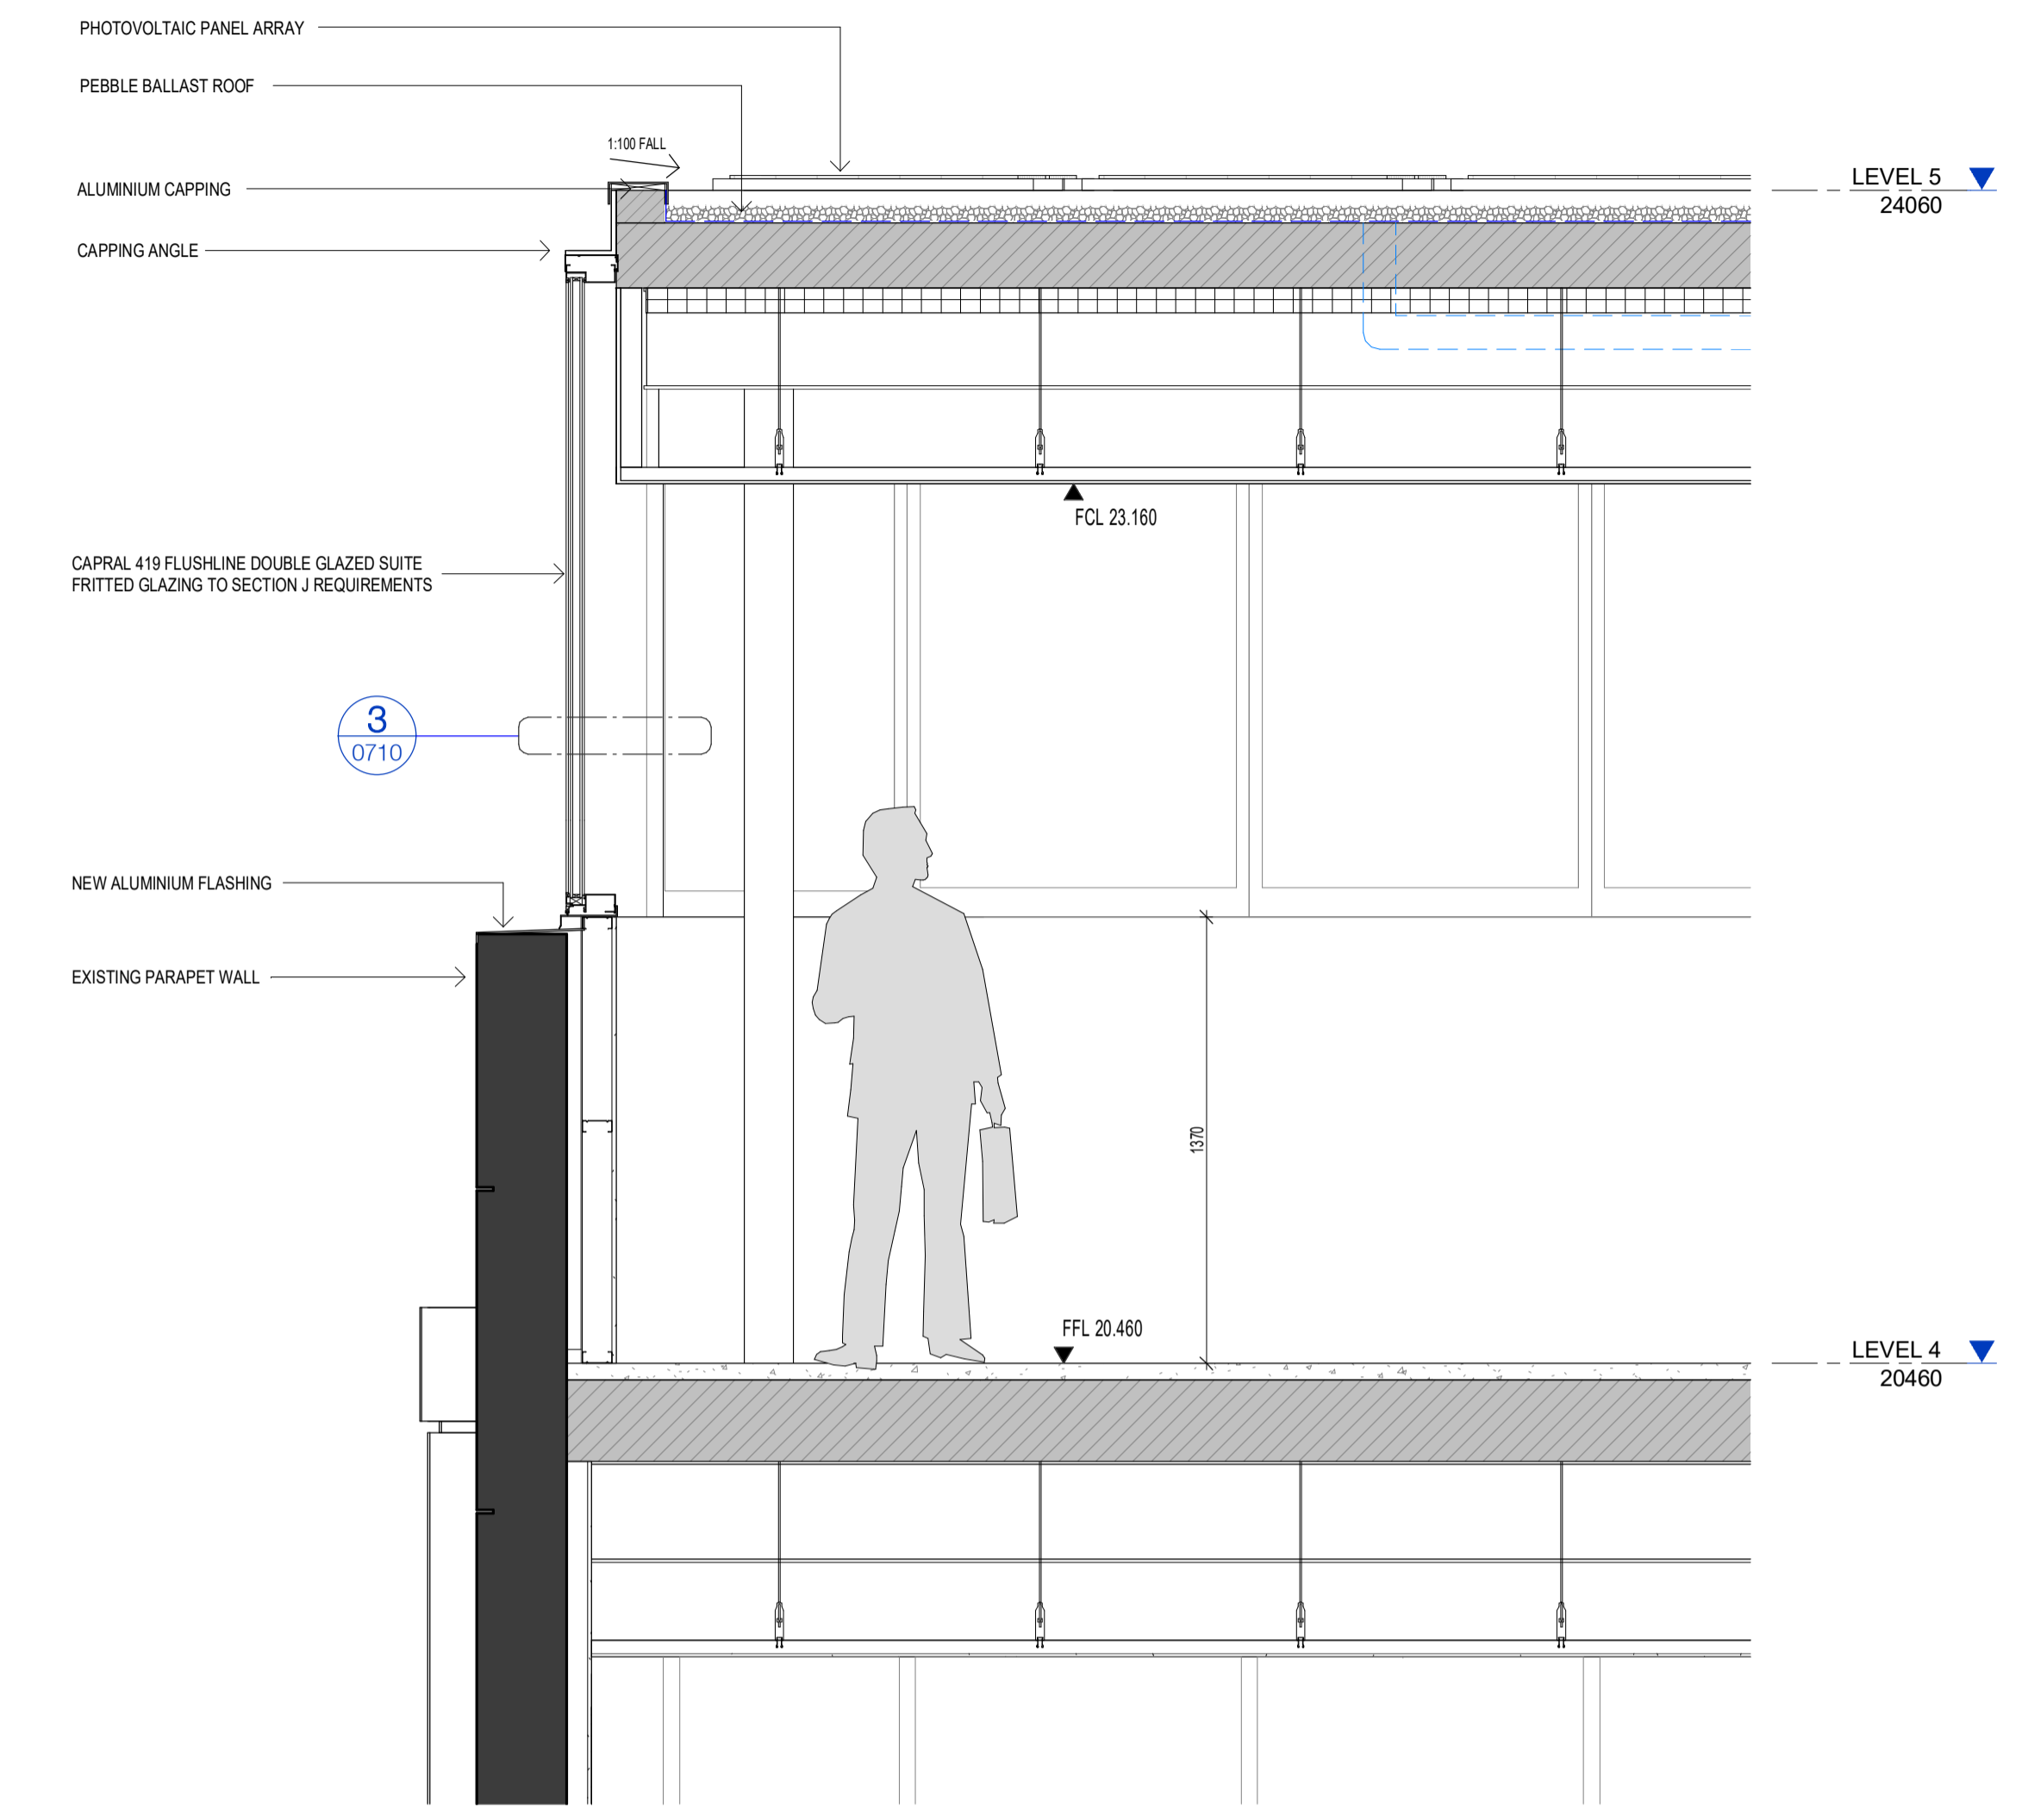 PHOTOVOLTAIC PANEL ARRAY
PEBBLE BALLAST ROOF
1:100 FALL
ALUMINIUM CAPPING
LEVEL 5
24060
CAPPING ANGLE
FCL 23.160
CAPRAL 419 FLUSHLINE DOUBLE GLAZED SUITE
FRITTED GLAZING TO SECTION J REQUIREMENTS
3
0710
NEW ALUMINIUM FLASHING
EXISTING PARAPET WALL
1370
FFL 20.460
LEVEL 4
20460